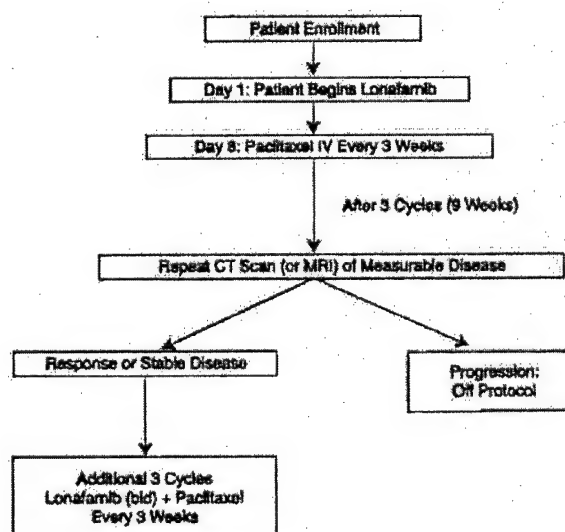 Patient Enrollment
Day 1: Patient Begins Lonafarnib
Day 8: Paclitaxel IV Every 3 Weeks
After 3 Cycles (9 Weeks)
Repeat CT Scan (or MRI) of Measurable Disease
Response or Stable Disease
Progression:
Off Protocol
Additional 3 Cycles
Lonafarnib (bid) + Paclitaxel
Every 3 Weeks